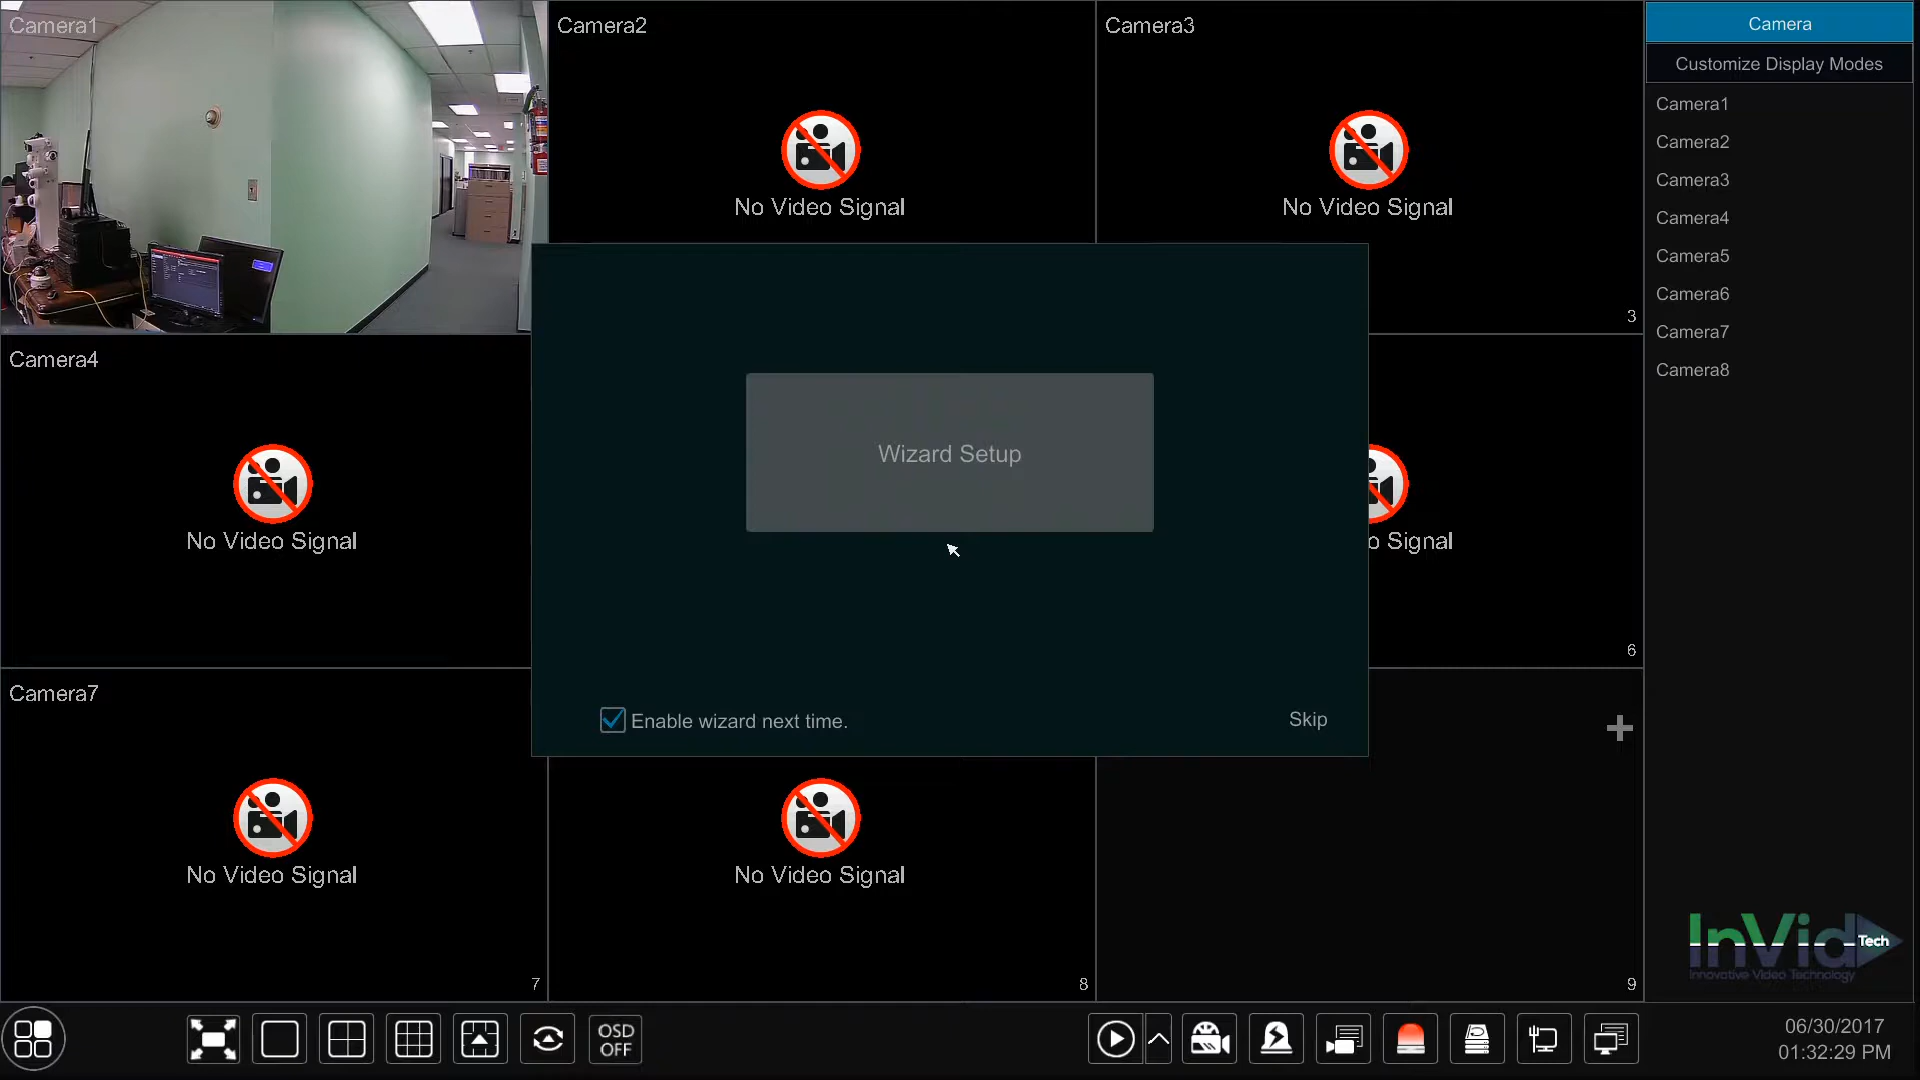 Camera1
Camera2
Camera3
Camera
Customize Display Modes
Camera1
Camera2
Camera3
Camera4
Camera5
Camera6
Camera7
Camera8
No Video Signal
No Video Signal
3
Camera4
Wizard Setup
No Video Signal
o Signal
6
Camera7
Enable wizard next time.
Skip
No Video Signal
No Video Signal
7
8
9
InVid Tech
Innovative Video Technology
OSD
OFF
06/30/2017
01:32:29 PM